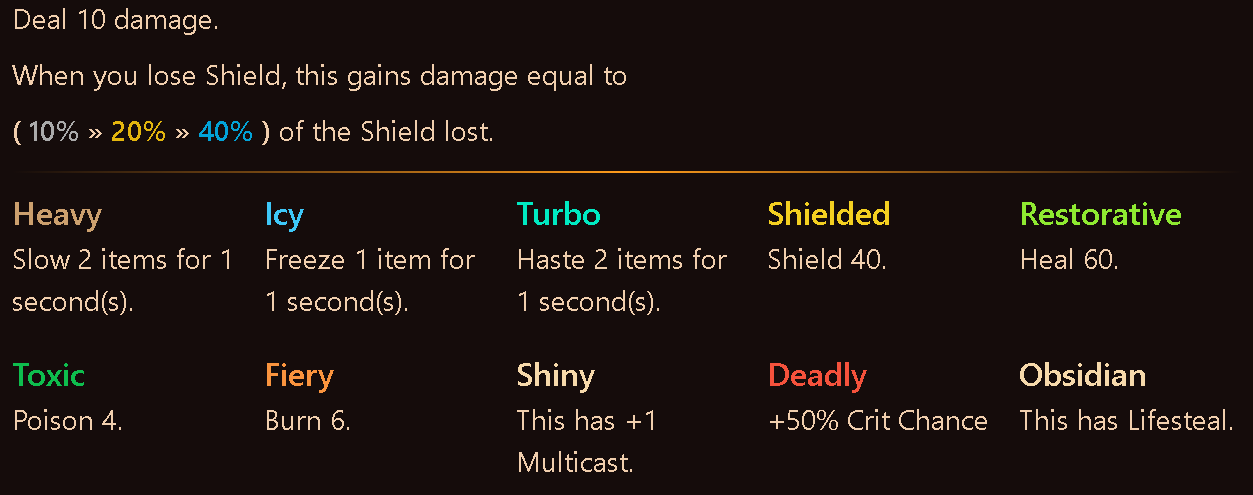 Deal 10 damage.
When you lose Shield, this gains damage equal to
( 10% » 20% » 40% ) of the Shield lost.
Heavy
Slow 2 items for 1
second(s).
Icy
Freeze 1 item for
1 second(s).
Turbo
Haste 2 items for
1 second(s).
Shielded
Shield 40.
Restorative
Heal 60.
Toxic
Poison 4.
Fiery
Burn 6.
Shiny
This has +1
Multicast.
Deadly
+50% Crit Chance
Obsidian
This has Lifesteal.